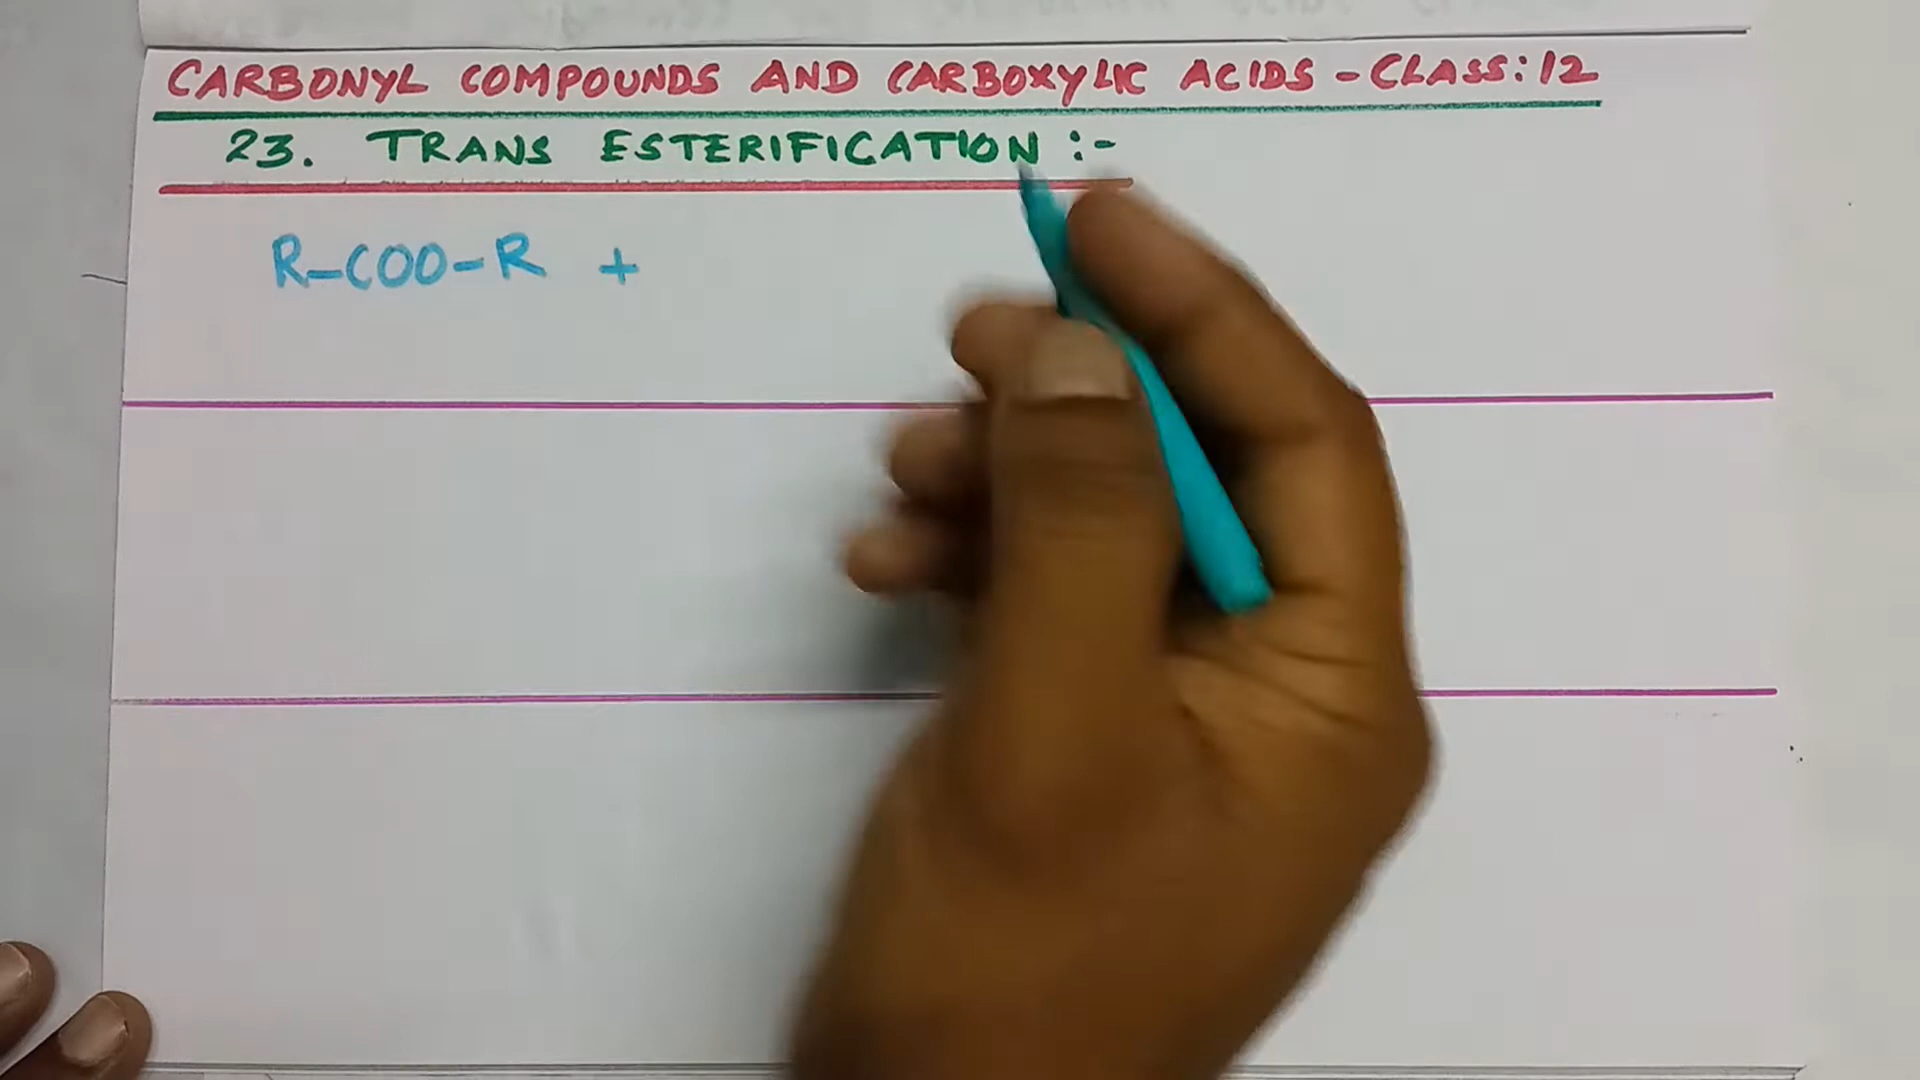 CARBONYL COMPOUNDS AND CARBOXYLIC ACIDS - CLASS: 12
23. TRANS ESTERIFICATION :-
R-COO-R +